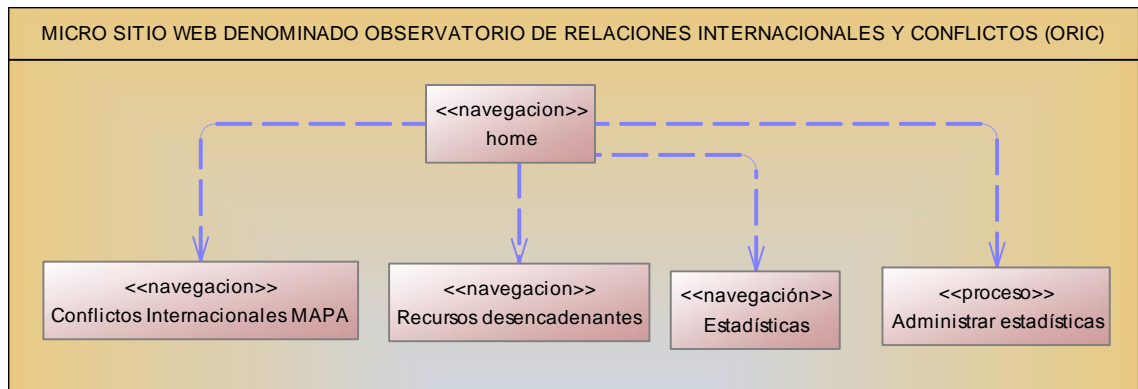 MICRO SITIO WEB DENOMINADO OBSERVATORIO DE RELACIONES INTERNACIONALES Y CONFLICTOS (ORIC)
<<navegacion>>
home
<<navegacion>>
Conflictos Internacionales MAPA
<<navegacion>>
Recursos desencadenantes
<<navegación>>
Estadísticas
<<proceso>>
Administrar estadísticas